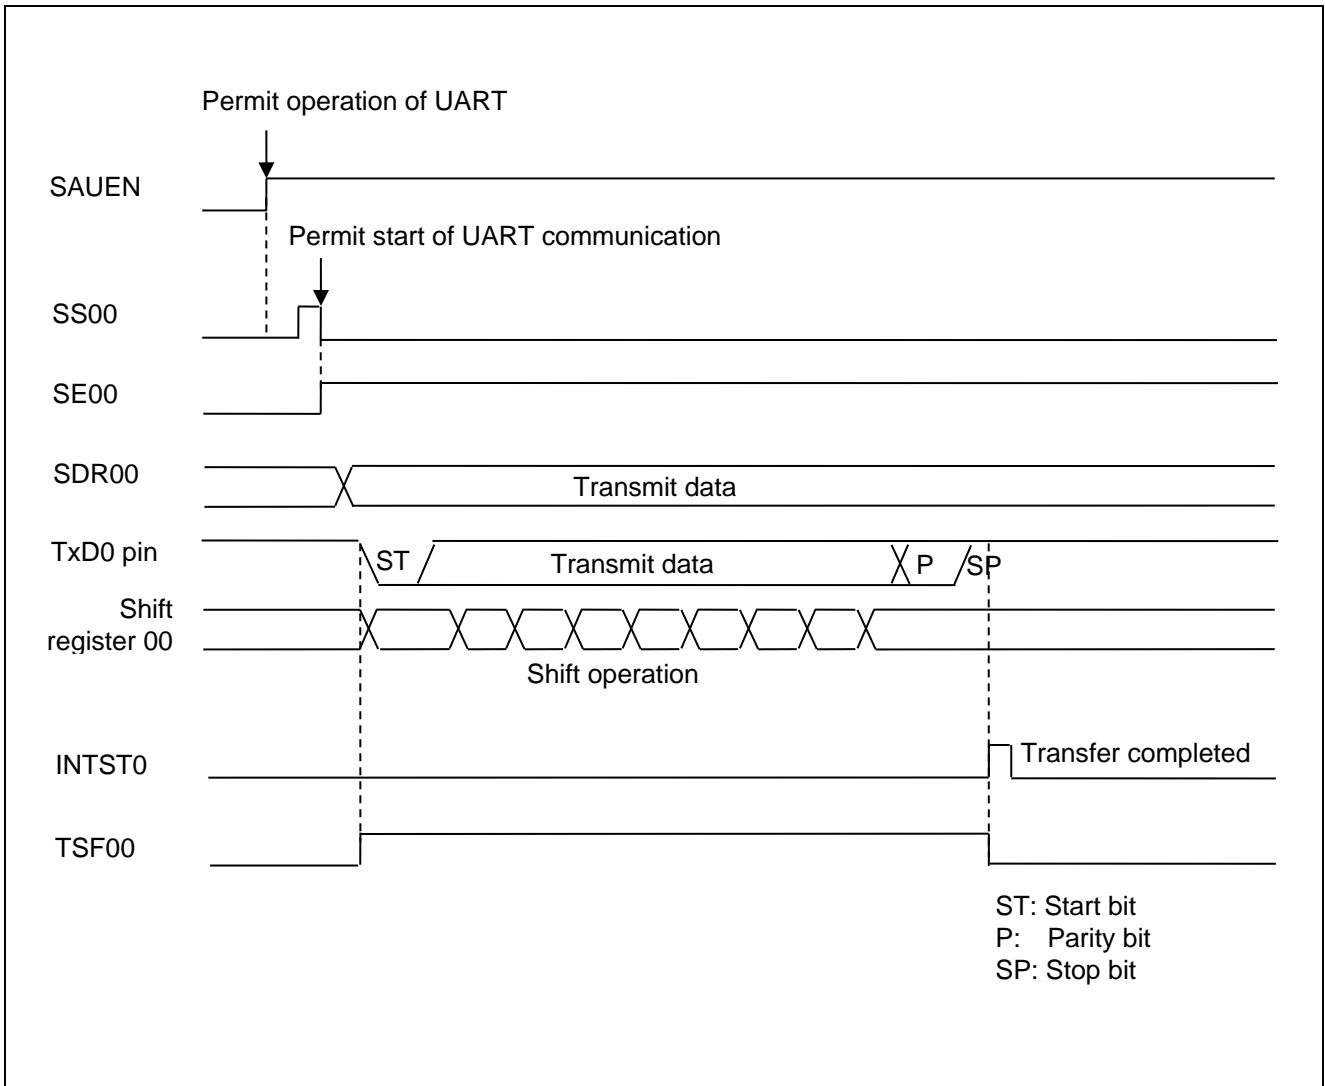 Permit operation of UART
SAUEN
Permit start of UART communication
SS00
SE00
SDR00
Transmit data
TxD0 pin
ST
Transmit data
P
SP
Shift
register 00
Shift operation
INTST0
Transfer completed
TSF00
ST: Start bit
P: Parity bit
SP: Stop bit